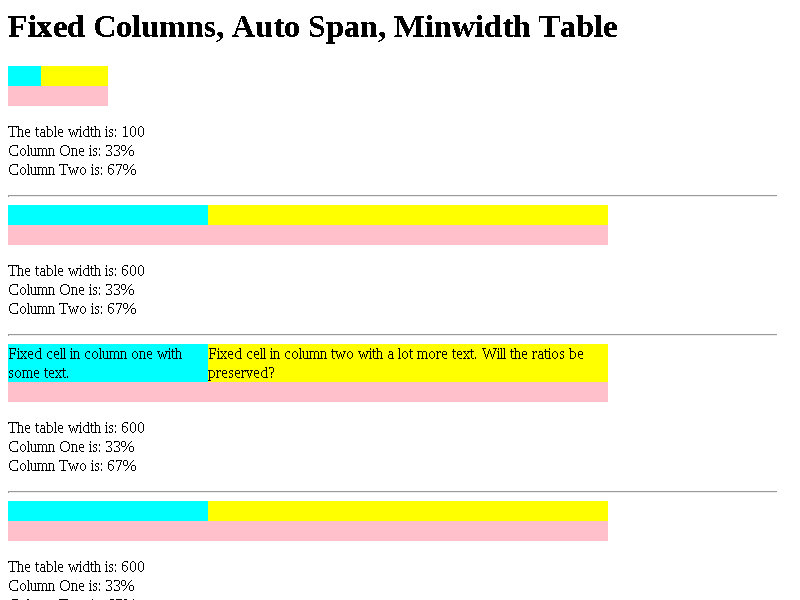 Fixed Columns, Auto Span, Minwidth Table
The table width is: 100
Column One is: 33%
Column Two is: 67%
The table width is: 600
Column One is: 33%
Column Two is: 67%
Fixed cell in column one with some text.
Fixed cell in column two with a lot more text. Will the ratios be preserved?
The table width is: 600
Column One is: 33%
Column Two is: 67%
The table width is: 600
Column One is: 33%